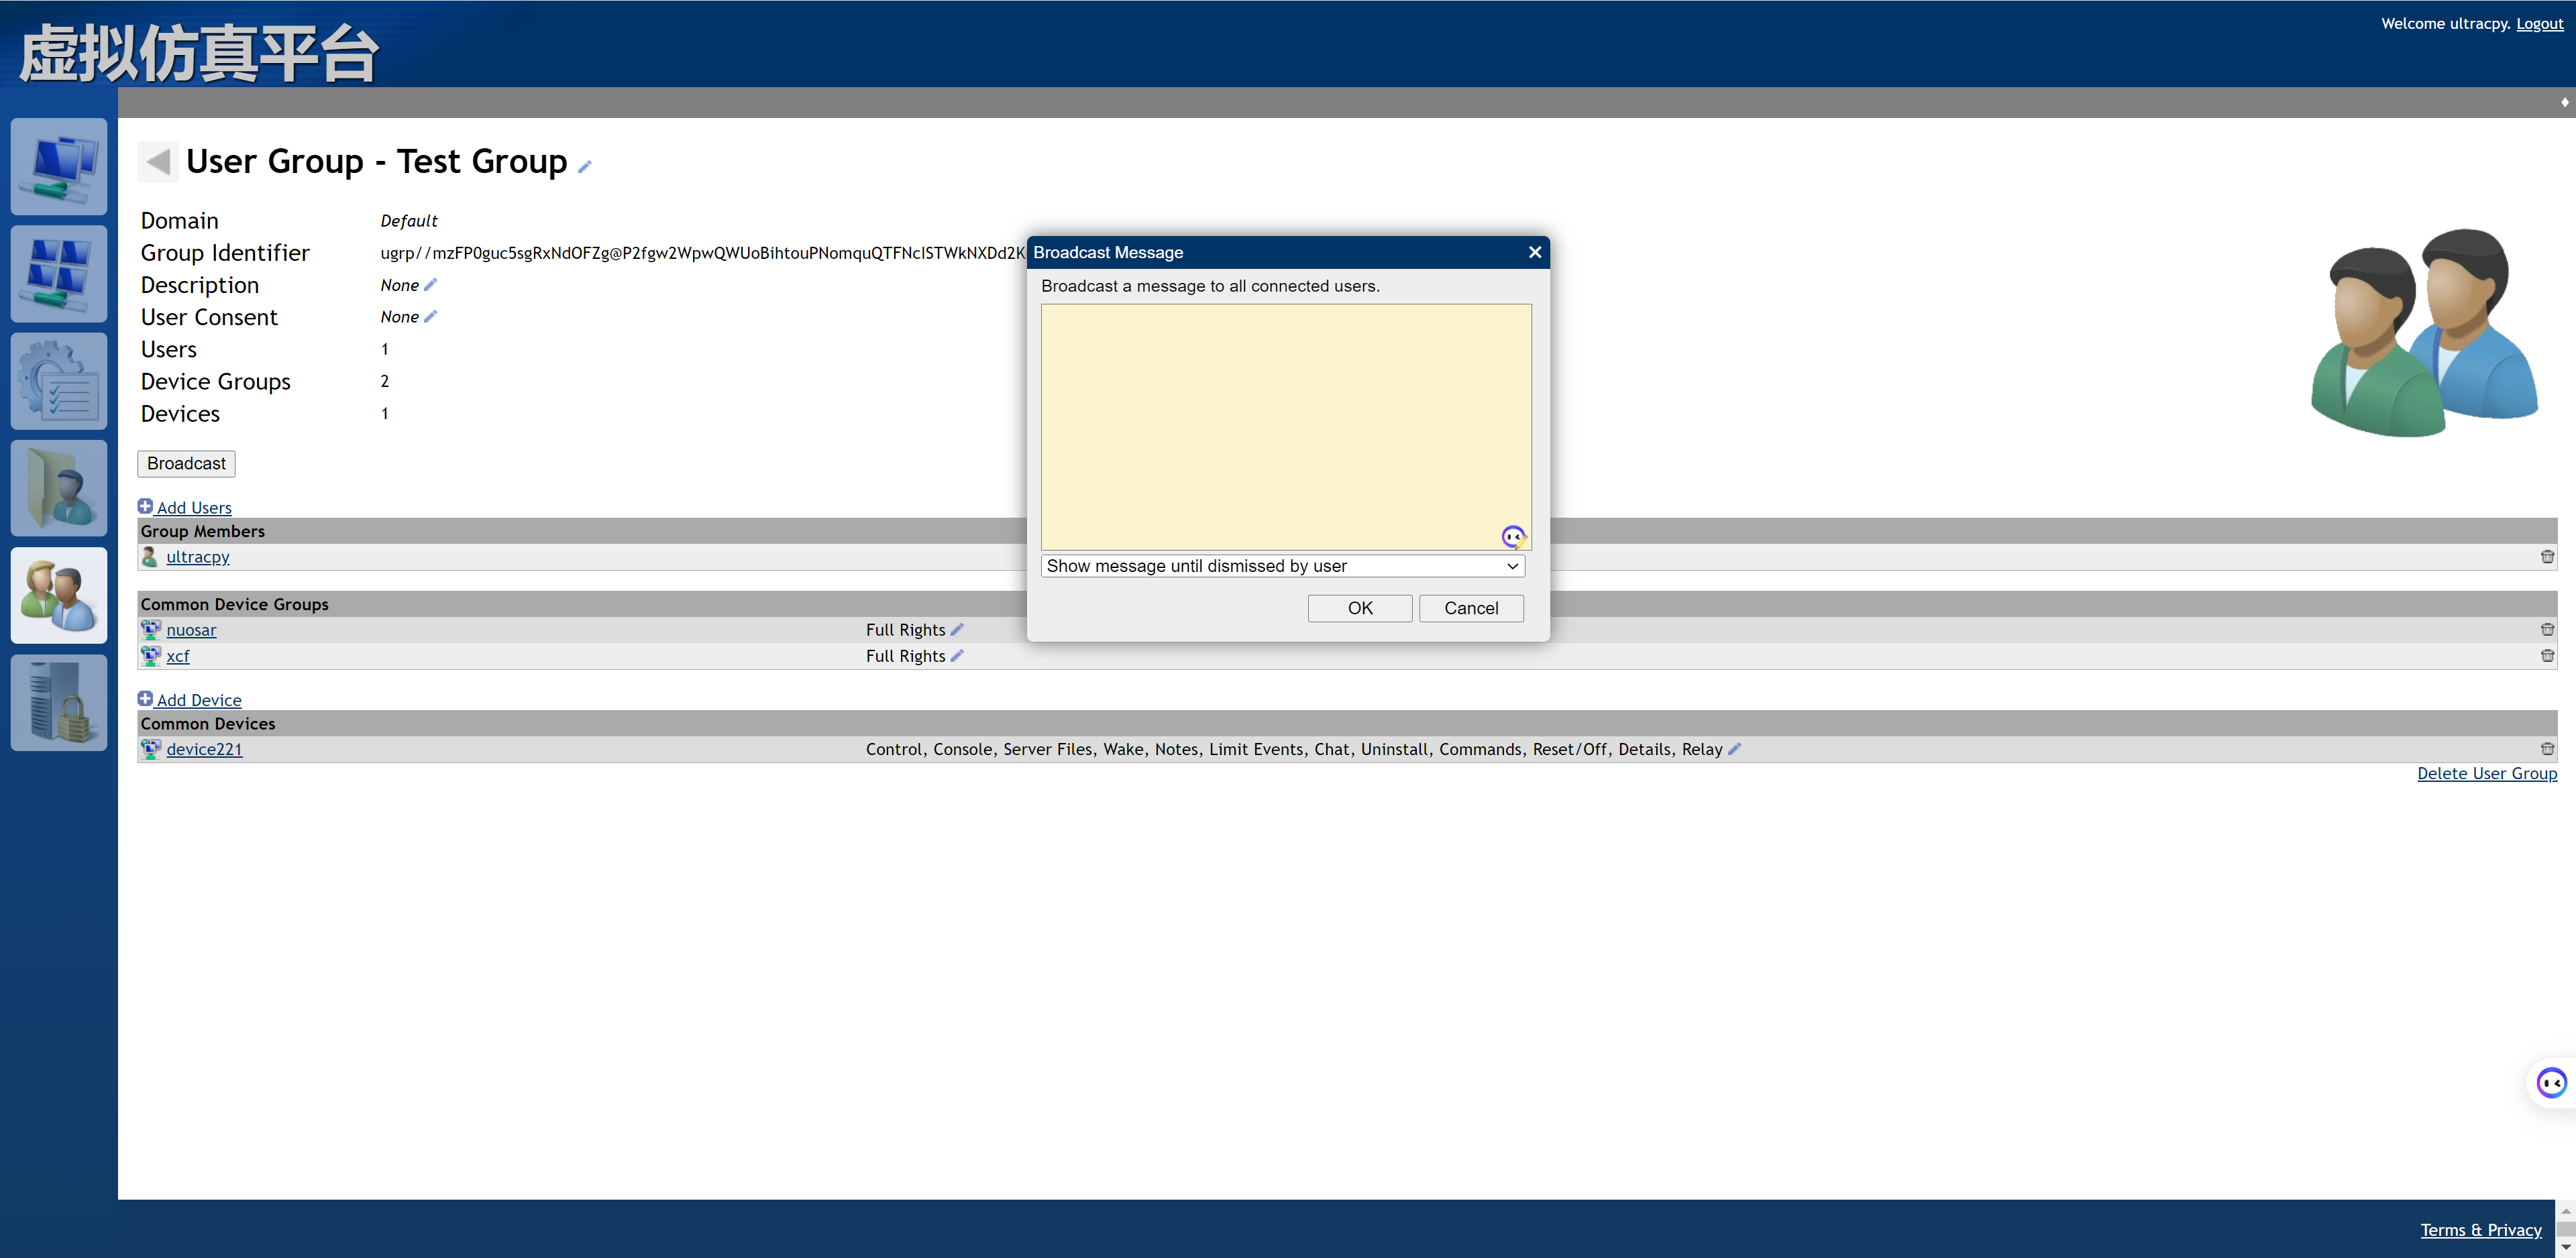 虚拟仿真平台
Welcome ultracpy. Logout
User Group - Test Group
Domain Default
Group Identifier ugrp//mzFP0guc5sgRxNdOFZg@P2fgw2WpwQWUoBihtouPNomquQTFNcISTWkNXDd2K
Description None
User Consent None
Users 1
Device Groups 2
Devices 1
Broadcast
Add Users
Group Members
ultracpy
Common Device Groups
nuosar Full Rights
xcf Full Rights
Add Device
Common Devices
device221 Control, Console, Server Files, Wake, Notes, Limit Events, Chat, Uninstall, Commands, Reset/Off, Details, Relay
Delete User Group
Broadcast Message
Broadcast a message to all connected users.
Show message until dismissed by user
OK Cancel
Terms & Privacy